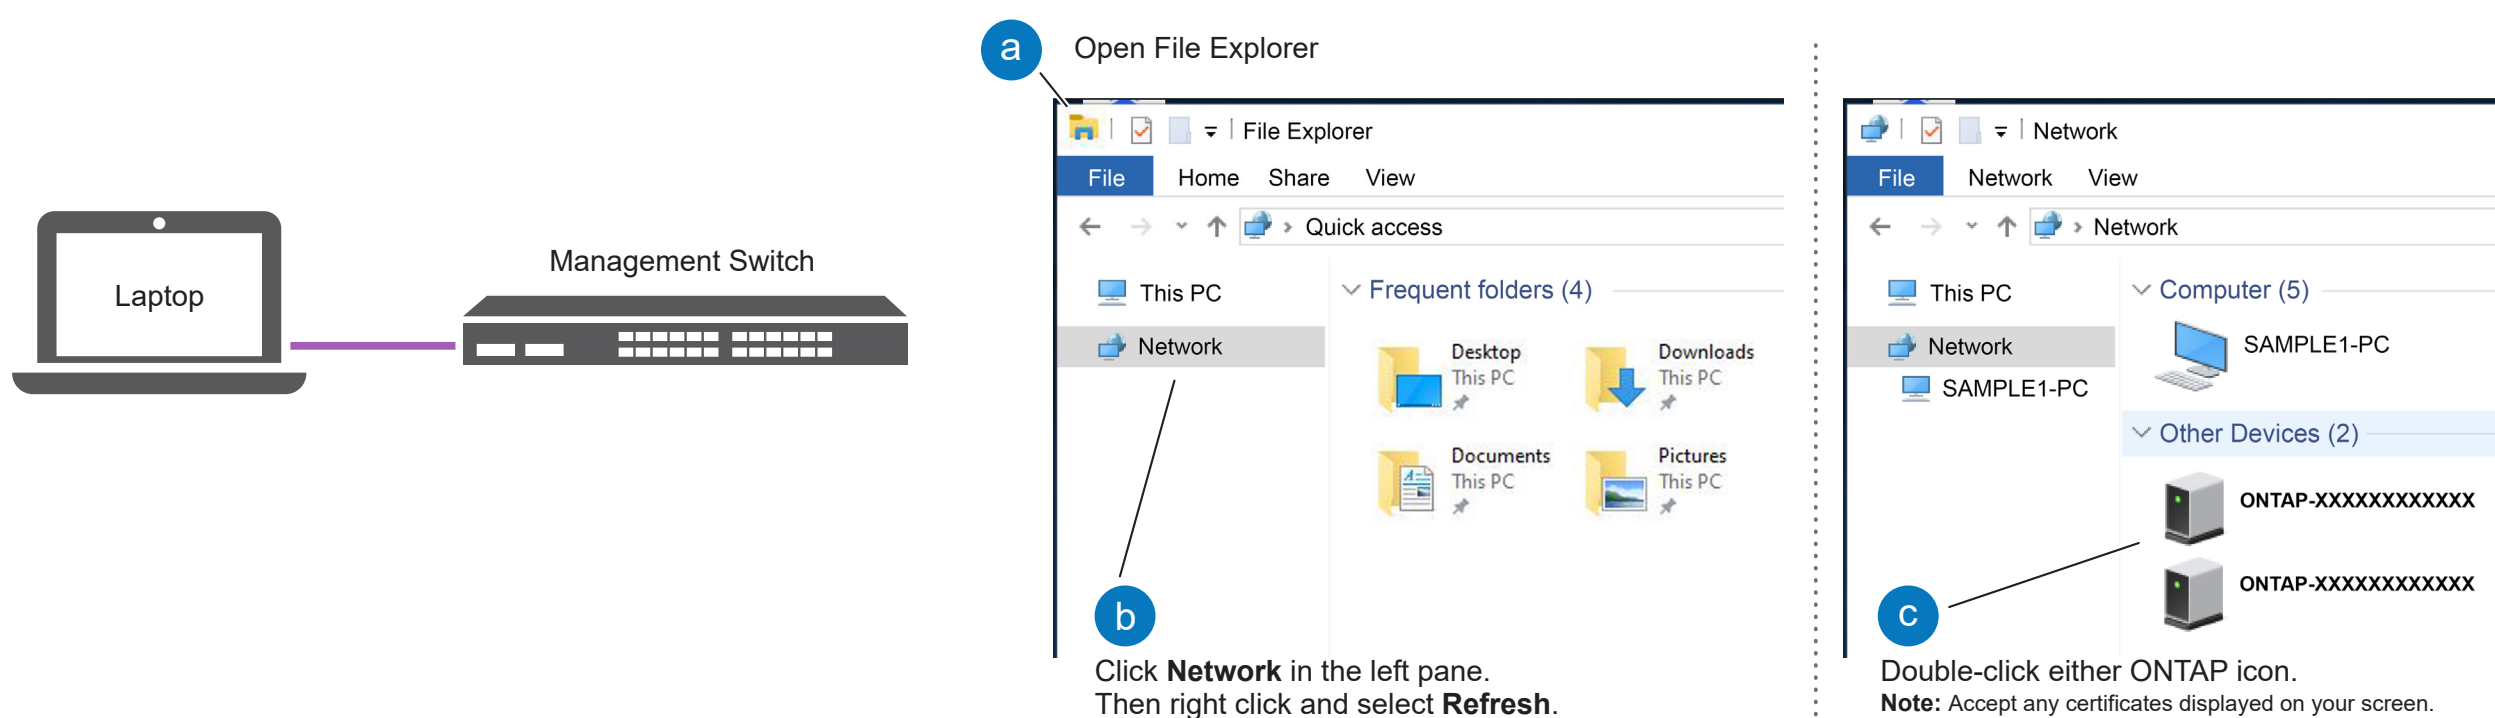 Laptop
Management Switch
a
Open File Explorer
File Explorer
File Home Share View
Quick access
This PC
Network
Frequent folders (4)
Desktop
This PC
Downloads
This PC
Documents
This PC
Pictures
This PC
b
Click Network in the left pane.
Then right click and select Refresh.
Network
File Network View
Network
This PC
Network
SAMPLE1-PC
Computer (5)
SAMPLE1-PC
Other Devices (2)
ONTAP-XXXXXXXXXXXX
ONTAP-XXXXXXXXXXXX
c
Double-click either ONTAP icon.
Note: Accept any certificates displayed on your screen.